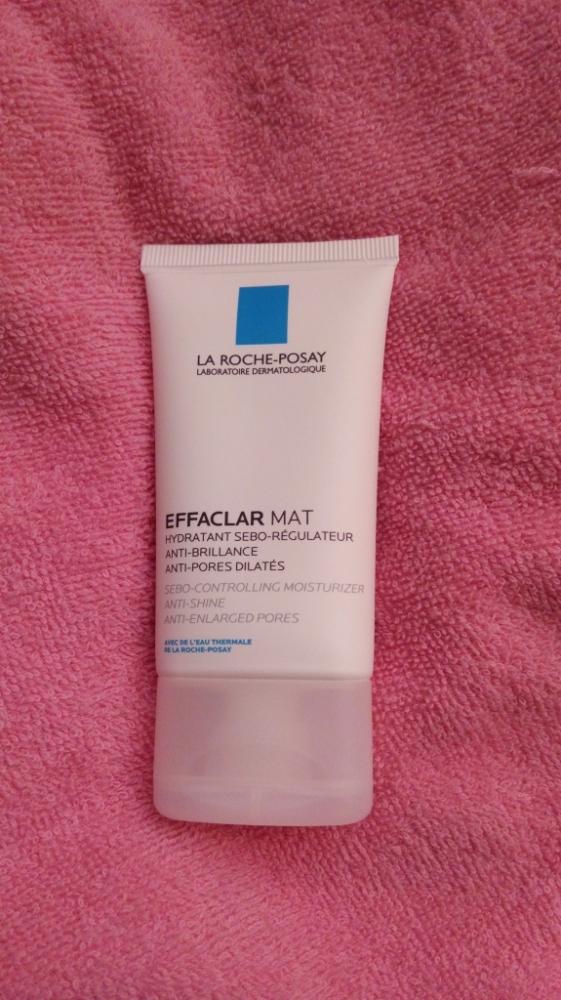 LA ROCHE-POSAY
LABORATOIRE DERMATOLOGIQUE
EFFACLAR MAT
HYDRATANT SEBO-RÉGULATEUR
ANTI-BRILLANCE
ANTI-PORES DILATÉS
SEBO-CONTROLLING MOISTURIZER
ANTI-SHINE
ANTI-ENLARGED PORES
AVEC DE L'EAU THERMALE
DE LA ROCHE-POSAY